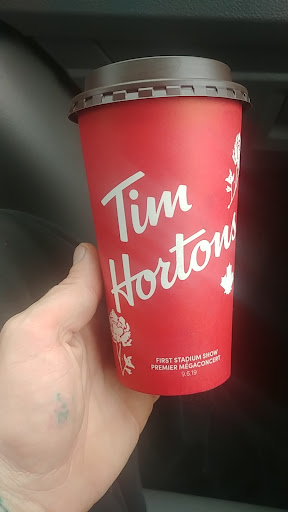 Tim
Hortons
FIRST STADIUM SHOW
PREMIER MEGACONCERT
9.6.19